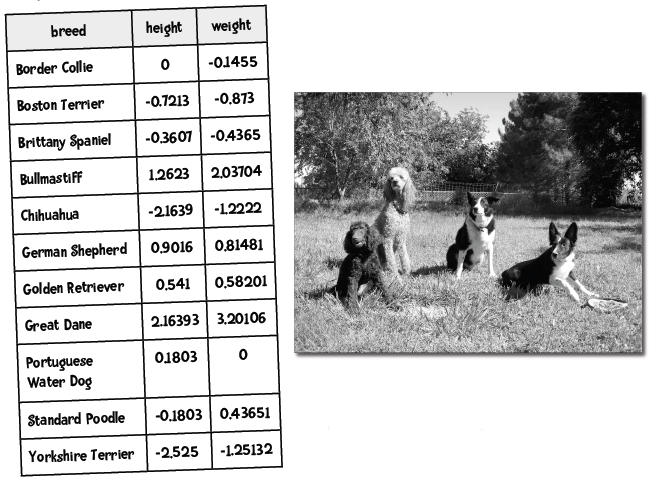 breed height weight
Border Collie 0 -0.1455
Boston Terrier -0.7213 -0.873
Brittany Spaniel -0.3607 -0.4365
Bullmastiff 1.2623 2.03704
Chihuahua -2.1639 -1.2222
German Shepherd 0.9016 0.81481
Golden Retriever 0.541 0.58201
Great Dane 2.16393 3.20106
Portuguese 0.1803 0
Water Dog
Standard Poodle -0.1803 0.43651
Yorkshire Terrier -2.525 -1.25132